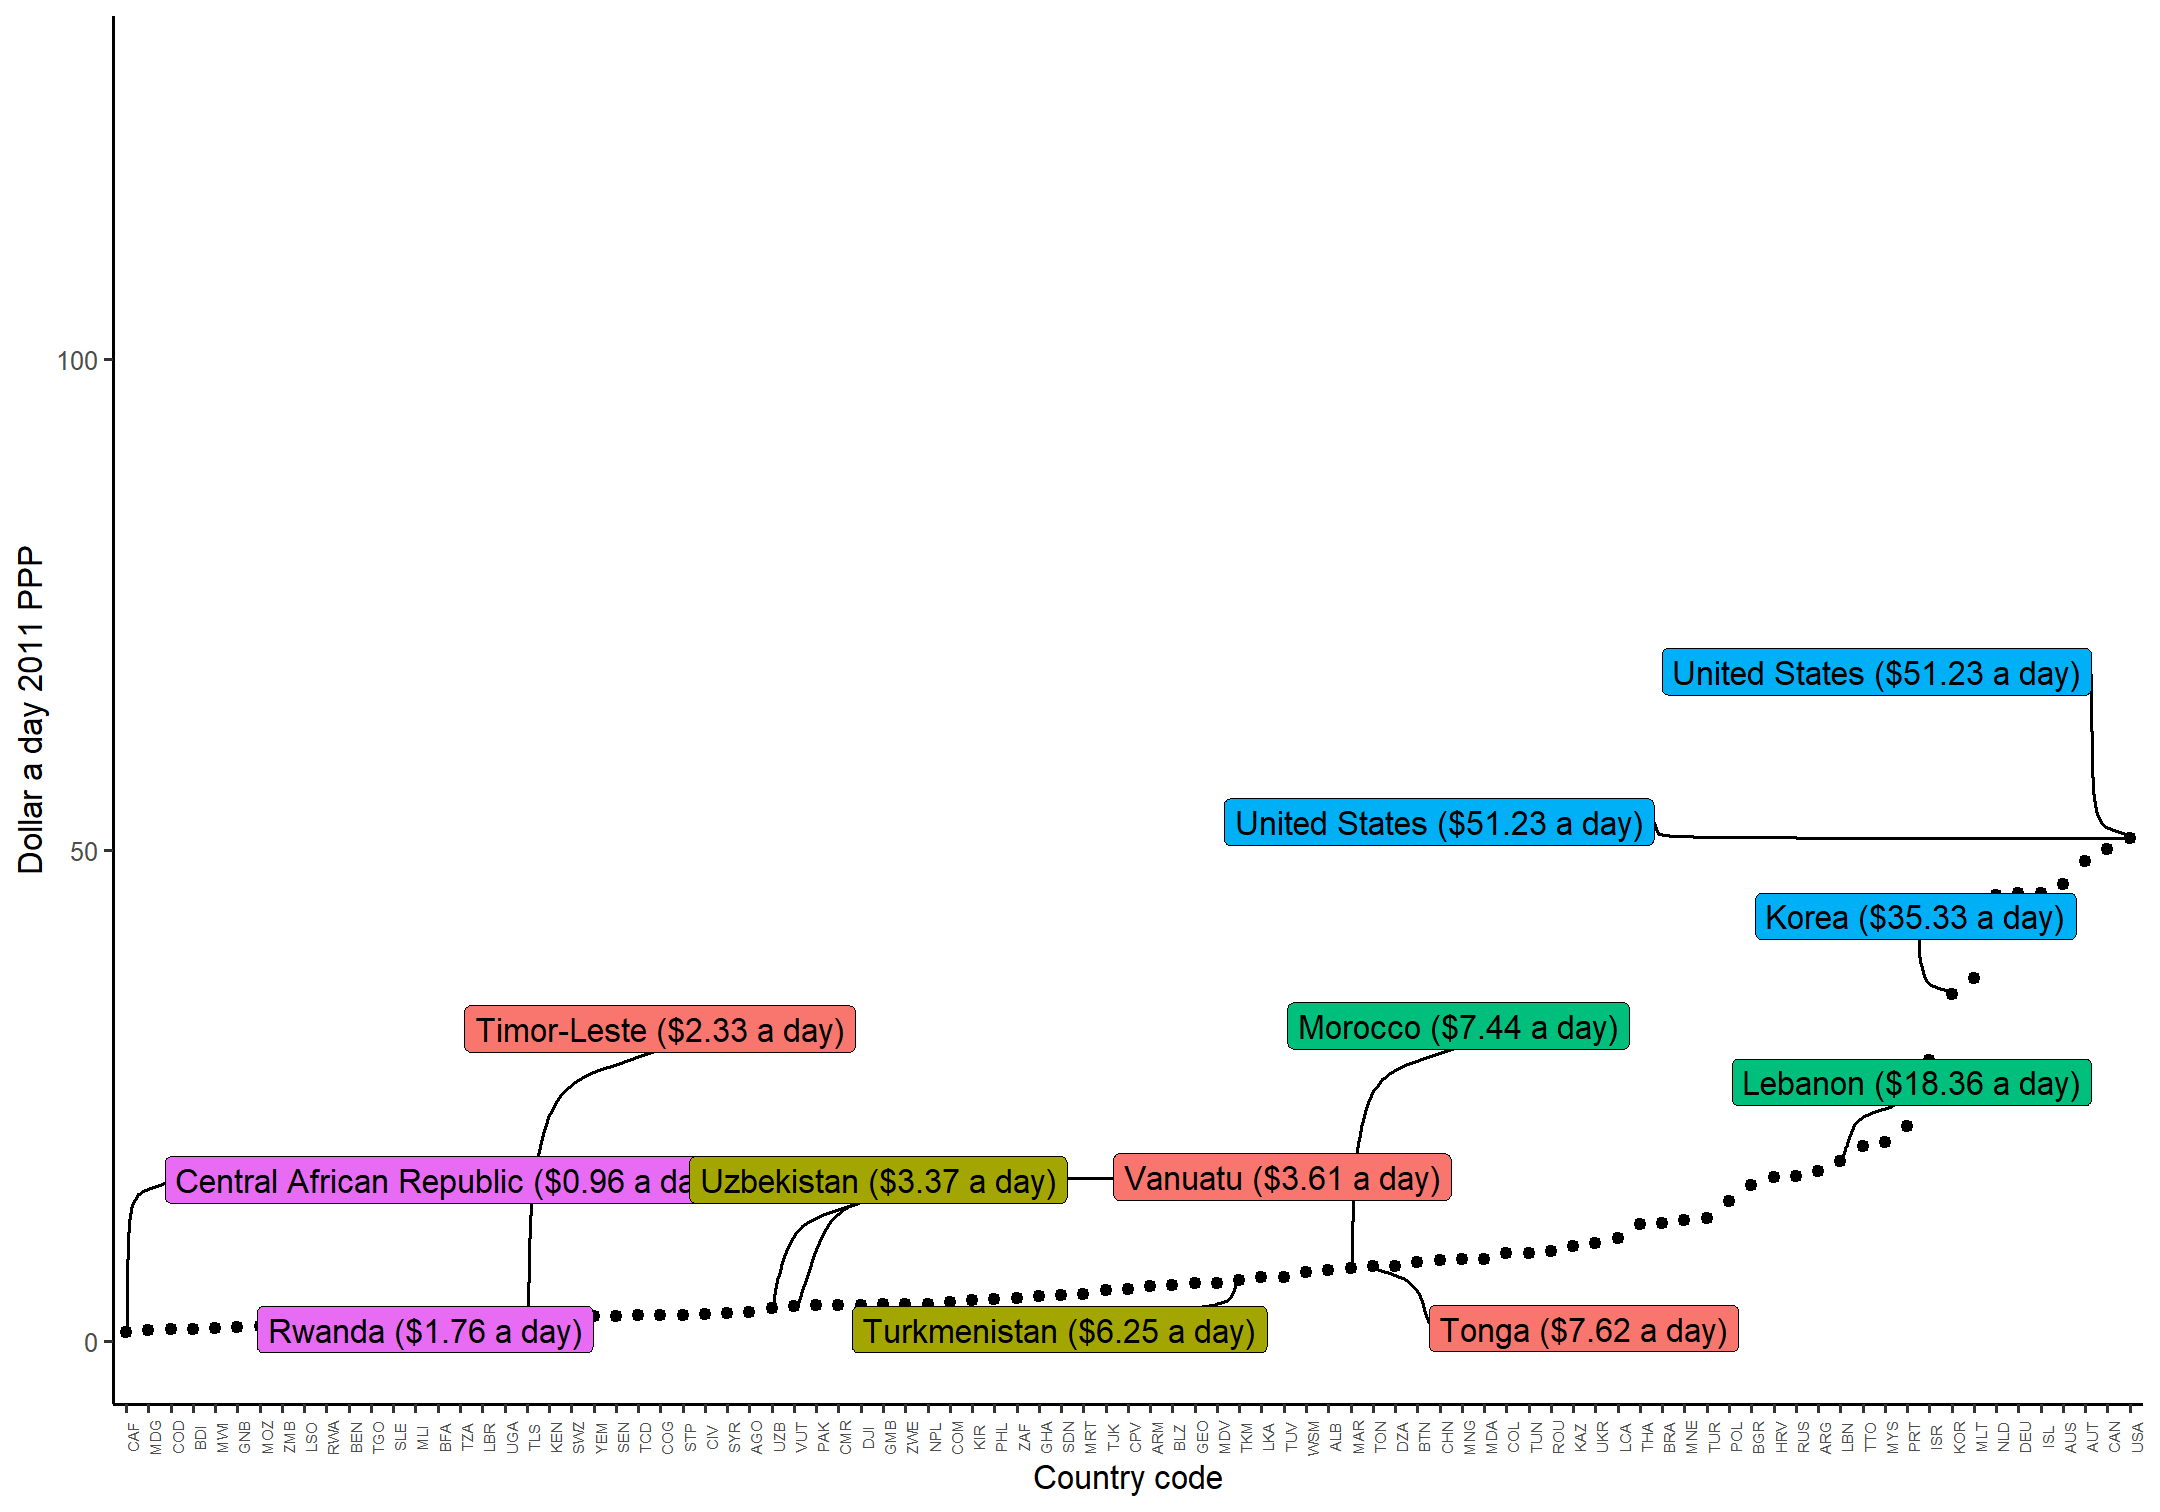 100
50
0
Dollar a day 2011 PPP
United States ($51.23 a day)
United States ($51.23 a day)
Korea ($35.33 a day)
Timor-Leste ($2.33 a day)
Morocco ($7.44 a day)
Lebanon ($18.36 a day)
Central African Republic ($0.96 a da
Uzbekistan ($3.37 a day)
Vanuatu ($3.61 a day)
Rwanda ($1.76 a day)
Turkmenistan ($6.25 a day)
Tonga ($7.62 a day)
CAF
MDG
COD
BDI
MWI
GNB
MOZ
ZMB
LSO
RWA
BEN
TGO
SLE
MLI
BFA
TZA
LBR
UGA
TLS
KEN
SWZ
YEM
SEN
TCD
COG
STP
CIV
SYR
AGO
UZB
VUT
PAK
CMR
DJI
GMB
ZWE
NPL
COM
KIR
PHL
ZAF
GHA
SDN
MRT
TJK
CPV
ARM
BLZ
GEO
MDV
TKM
LKA
TUV
WSM
ALB
MAR
TON
DZA
BTN
CHN
MNG
MDA
COL
TUN
ROU
KAZ
UKR
LCA
THA
BRA
MNE
TUR
POL
BGR
HRV
RUS
ARG
LBN
TTO
MYS
PRT
ISR
KOR
MLT
NLD
DEU
ISL
AUS
AUT
CAN
USA
Country code